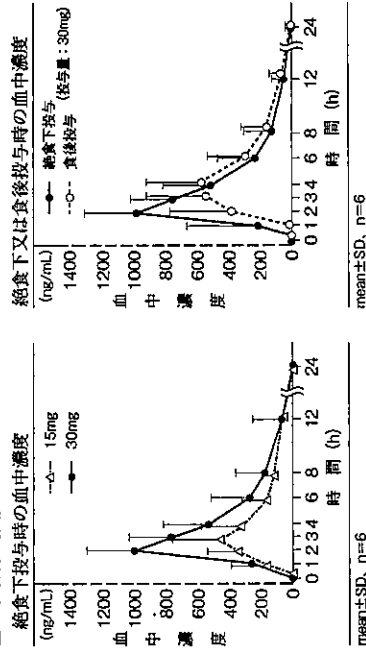 絶食下投与時の血中濃度
(ng/mL)
1400
1200
1000
800
600
400
200
0
血中濃度
--△-- 15mg
—●— 30mg
0 1 2 3 4 6 8 12 24
時間 (h)
mean±SD、n=6
絶食下又は食後投与時の血中濃度
(ng/mL)
1400
1200
1000
800
600
400
200
0
血中濃度
—●— 絶食下投与
--○-- 食後投与
(投与量:30mg)
0 1 2 3 4 6 8 12 24
時間 (h)
mean±SD、n=6